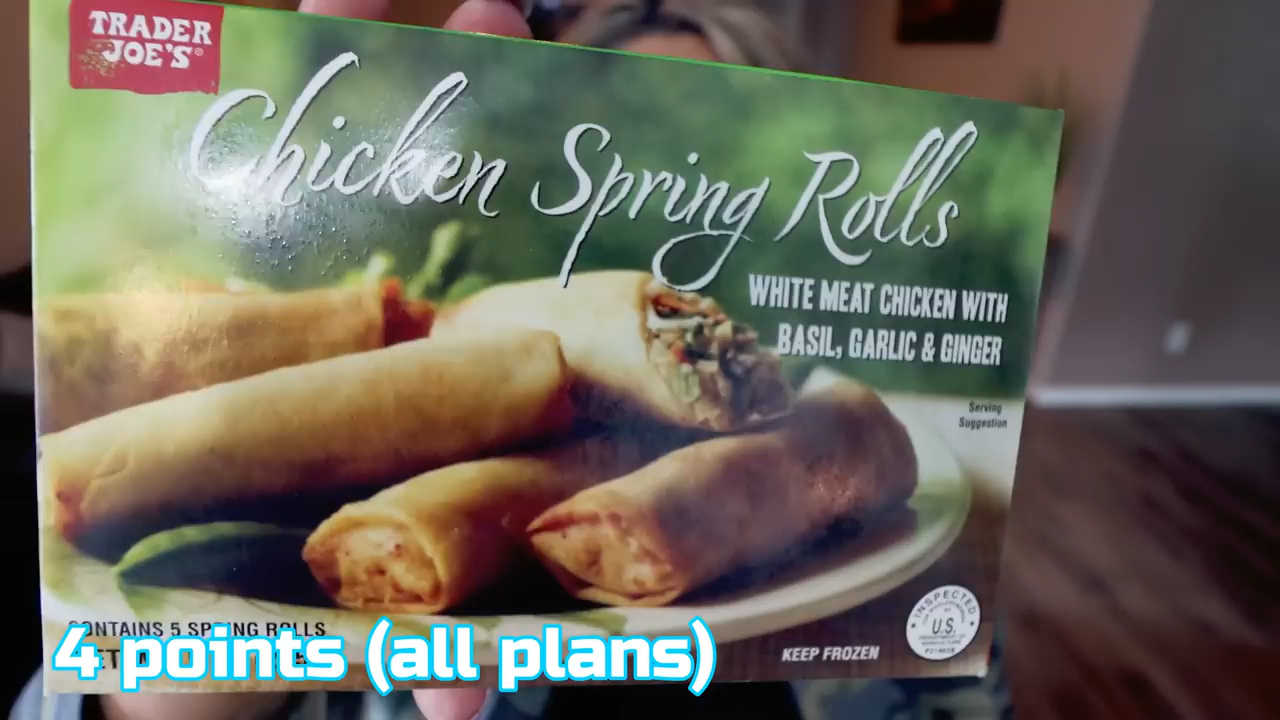 TRADER
JOE'S®
Chicken Spring Rolls
WHITE MEAT CHICKEN WITH
BASIL, GARLIC & GINGER
Serving
Suggestion
CONTAINS 5 SPRING ROLLS
4 points (all plans)
KEEP FROZEN
INSPECTED
U.S.